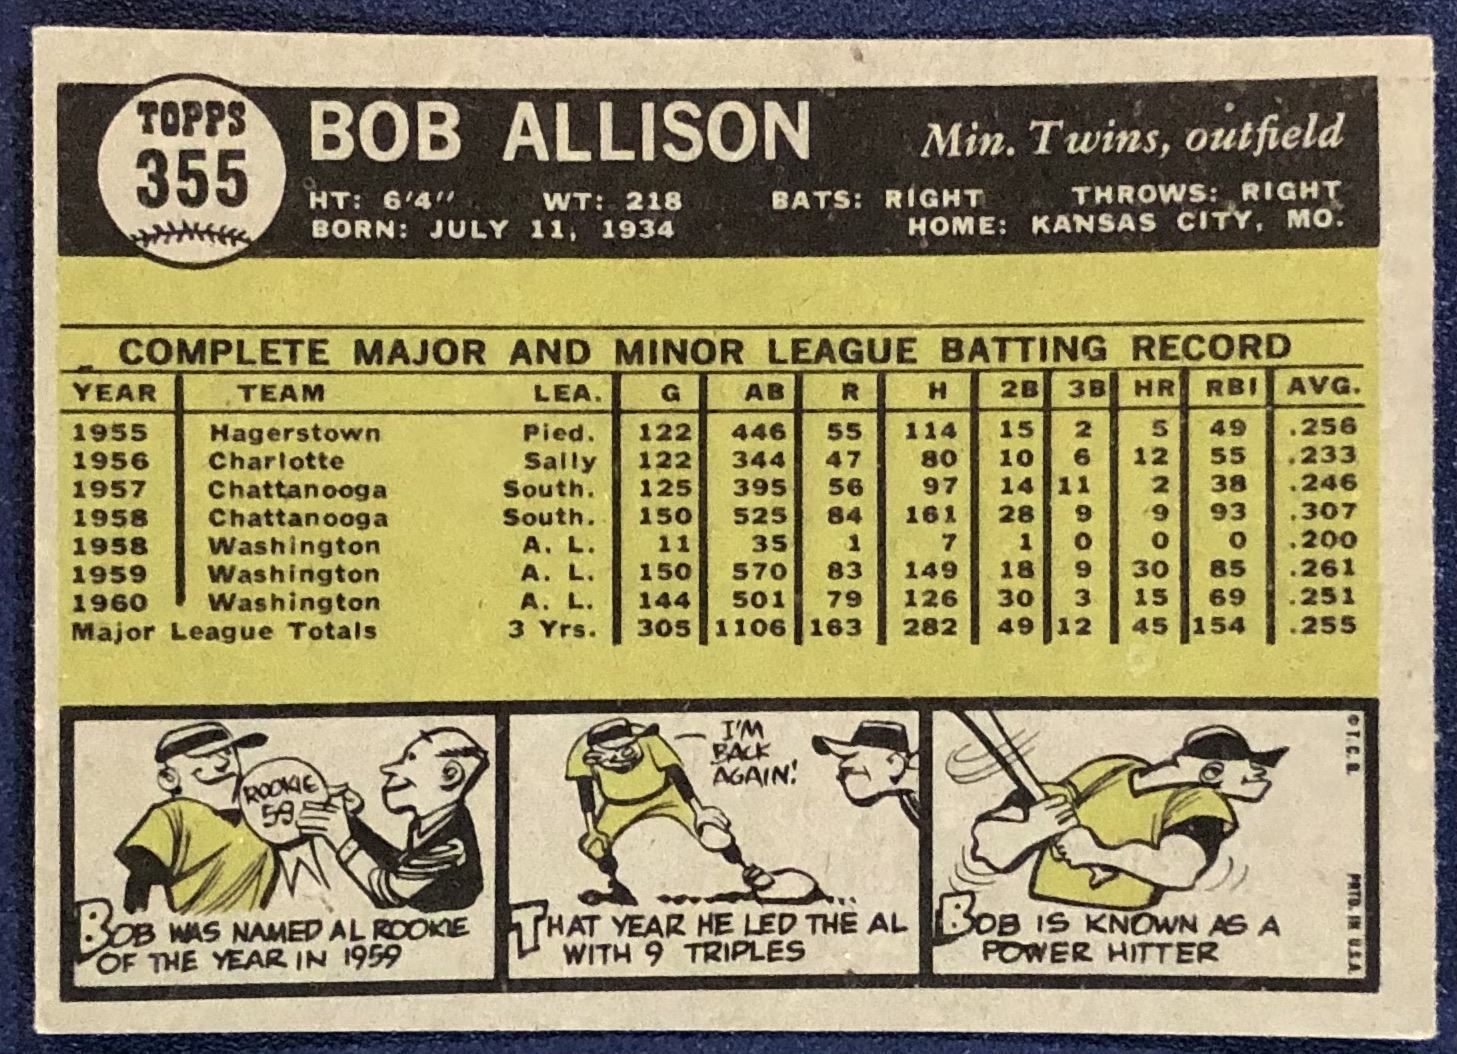 TOPPS
355
BOB ALLISON
Min. Twins, outfield
HT: 6'4" WT: 218 BATS: RIGHT THROWS: RIGHT
BORN: JULY 11, 1934 HOME: KANSAS CITY, MO.
COMPLETE MAJOR AND MINOR LEAGUE BATTING RECORD
YEAR TEAM LEA. G AB R H 2B 3B HR RBI AVG.
1955 Hagerstown Pied. 122 446 55 114 15 2 5 49 .256
1956 Charlotte Sally 122 344 47 80 10 6 12 55 .233
1957 Chattanooga South. 125 395 56 97 14 11 2 38 .246
1958 Chattanooga South. 150 525 84 161 28 9 9 93 .307
1958 Washington A. L. 11 35 1 7 1 0 0 0 .200
1959 Washington A. L. 150 570 83 149 18 9 30 85 .261
1960 Washington A. L. 144 501 79 126 30 3 15 69 .251
Major League Totals 3 Yrs. 305 1106 163 282 49 12 45 154 .255
ROOKIE
59
BOB WAS NAMED AL ROOKIE
OF THE YEAR IN 1959
I'M
BACK
AGAIN!
THAT YEAR HE LED THE AL
WITH 9 TRIPLES
BOB IS KNOWN AS A
POWER HITTER
© T.C.G.
PRTD. IN U.S.A.